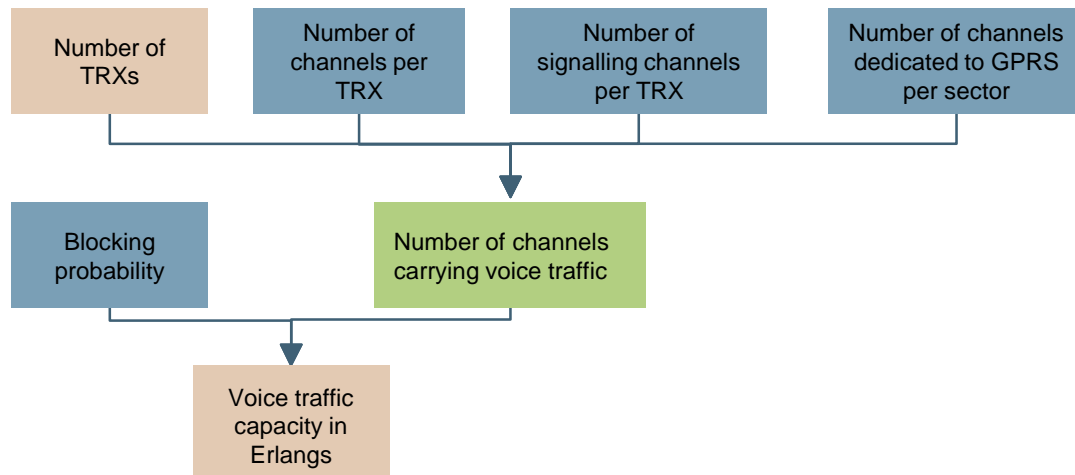 Number of
TRXs
Number of
channels per
TRX
Number of
signalling channels
per TRX
Number of channels
dedicated to GPRS
per sector
Blocking
probability
Number of channels
carrying voice traffic
Voice traffic
capacity in
Erlangs